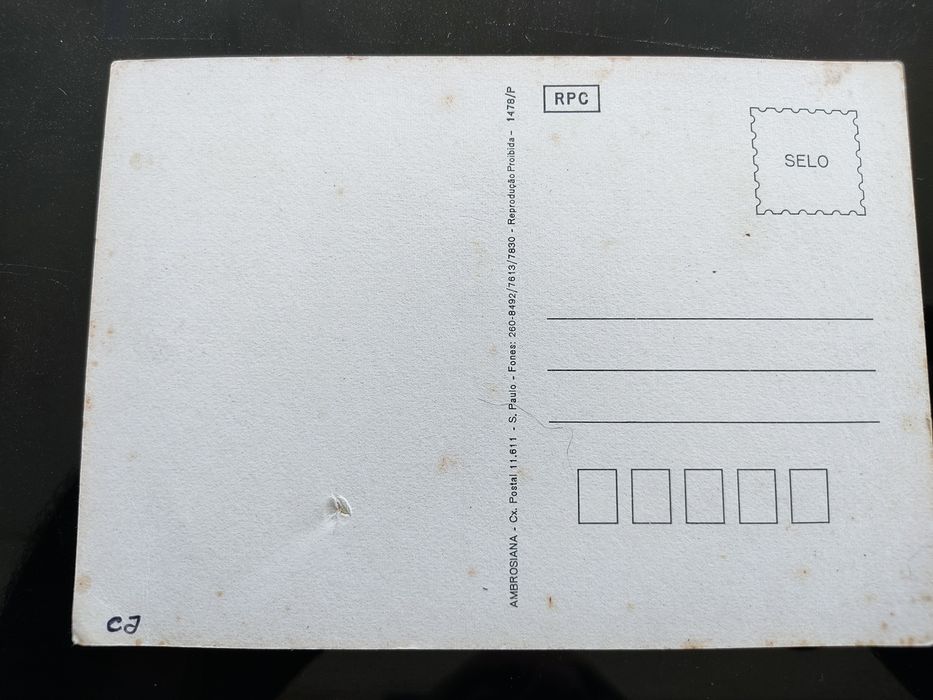 RPC
SELO
AMBROSIANA - Cx. Postal 11.611 - S. Paulo - Fones: 260-8492/7613/7830 - Reprodução Proibida - 1478/P
CJ